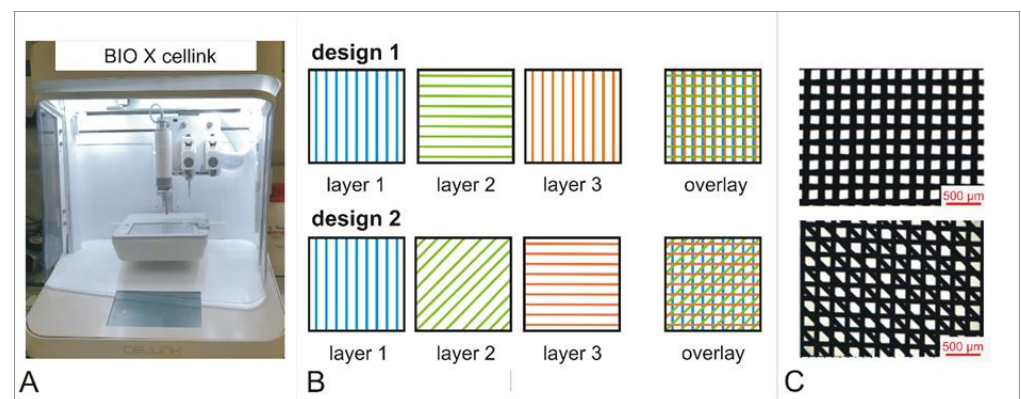 BIO X cellink
CELLINK
A
design 1
layer 1 layer 2 layer 3 overlay
design 2
layer 1 layer 2 layer 3 overlay
B
500 µm
500 µm
C